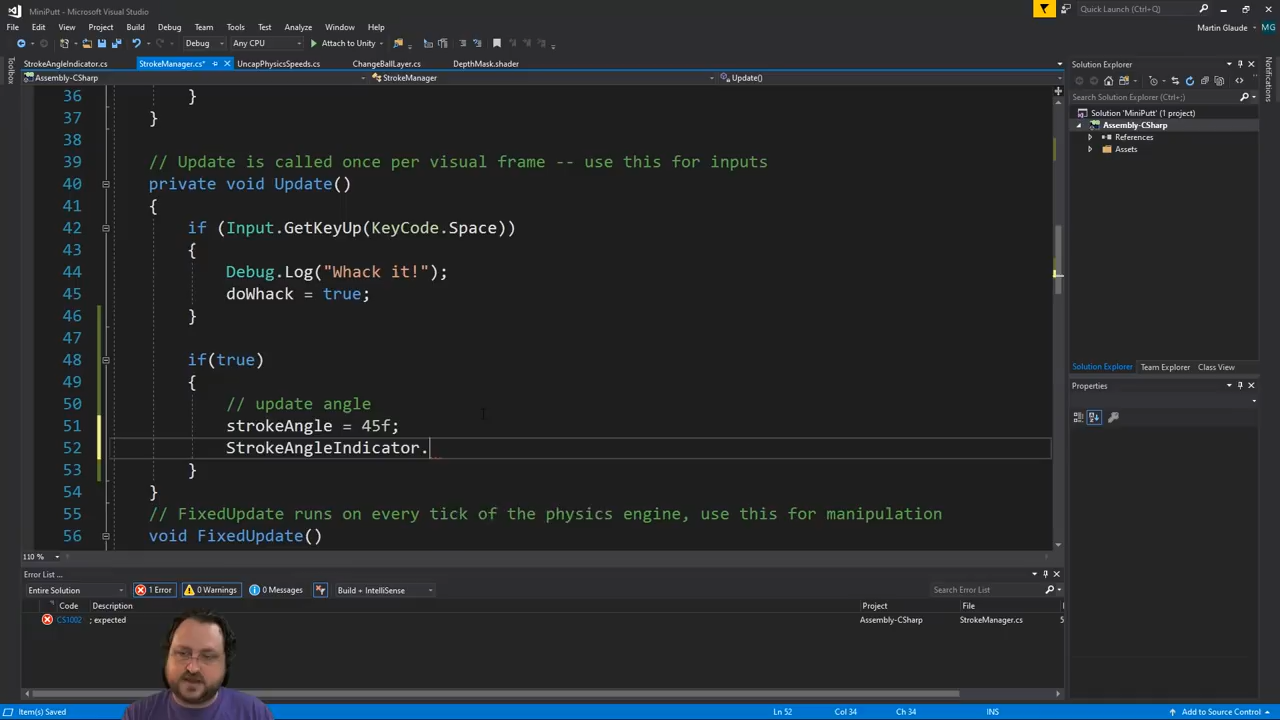 MiniPutt - Microsoft Visual Studio
Quick Launch (Ctrl+Q)
File Edit View Project Build Debug Team Tools Test Analyze Window Help
Martin Glaude MG
Debug Any CPU Attach to Unity
StrokeAngleIndicator.cs StrokeManager.cs* UncapPhysicsSpeeds.cs ChangeBallLayer.cs DepthMask.shader
Assembly-CSharp StrokeManager Update()
Toolbox
Notifications
36 }
37 }
38
39 // Update is called once per visual frame -- use this for inputs
40 private void Update()
41 {
42 if (Input.GetKeyUp(KeyCode.Space))
43 {
44 Debug.Log("Whack it!");
45 doWhack = true;
46 }
47
48 if(true)
49 {
50 // update angle
51 strokeAngle = 45f;
52 StrokeAngleIndicator.
53 }
54 }
55 // FixedUpdate runs on every tick of the physics engine, use this for manipulation
56 void FixedUpdate()
110 %
Solution Explorer
Search Solution Explorer (Ctrl+;)
Solution 'MiniPutt' (1 project)
Assembly-CSharp
References
Assets
Solution Explorer Team Explorer Class View
Properties
Error List ...
Entire Solution 1 Error 0 Warnings 0 Messages Build + IntelliSense Search Error List
Code Description Project File
CS1002 ; expected Assembly-CSharp StrokeManager.cs 5
Item(s) Saved Ln 52 Col 34 Ch 34 INS Add to Source Control